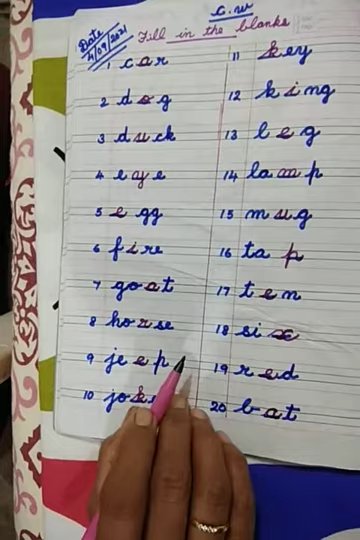 C.W
Date
4/09/2021
Fill in the blanks
1 car
2 dog
3 duck
4 eye
5 egg
6 fire
7 goat
8 horse
9 jeep
10 jok
11 key
12 king
13 leg
14 lamp
15 mug
16 tap
17 ten
18 six
19 red
20 bat